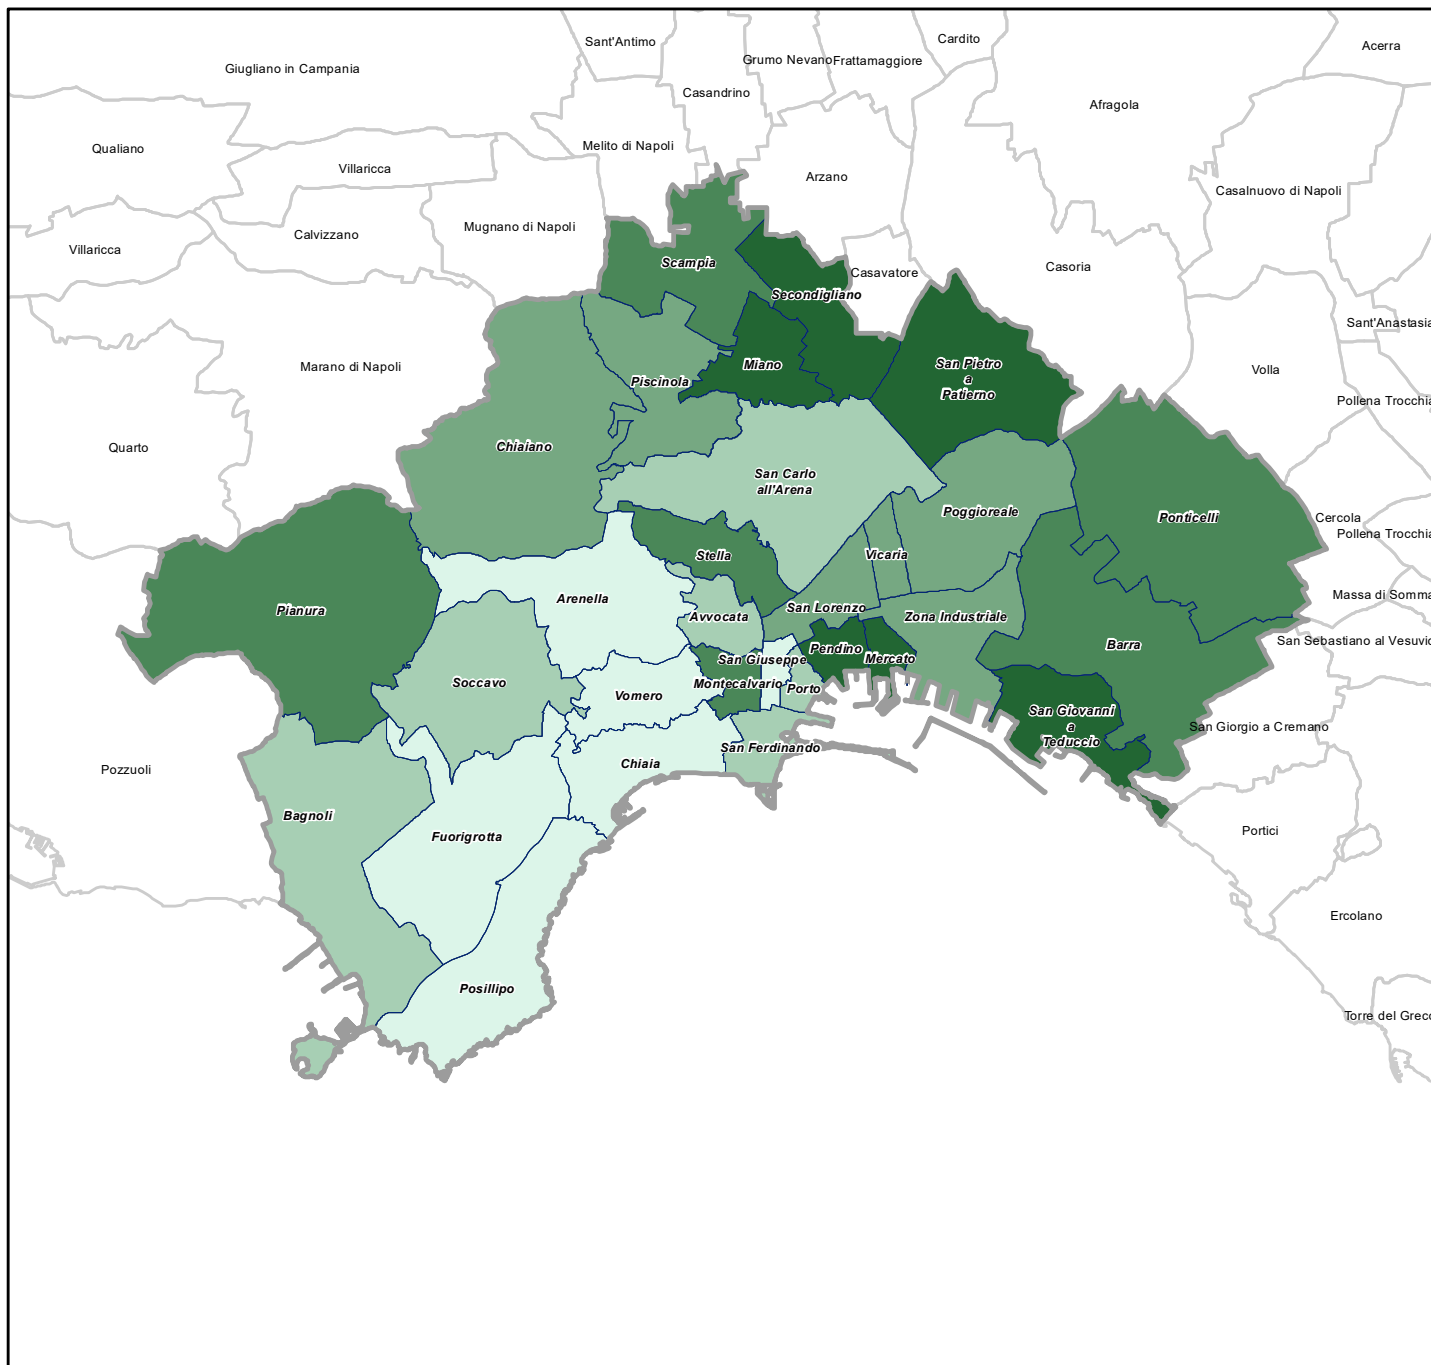 Sant'Antimo
Cardito
Acerra
Giugliano in Campania
Grumo Nevano
Frattamaggiore
Casandrino
Afragola
Qualiano
Melito di Napoli
Villaricca
Arzano
Casalnuovo di Napoli
Villaricca
Calvizzano
Mugnano di Napoli
Scampia
Casavatore
Casoria
Secondigliano
Sant'Anastasia
Marano di Napoli
Piscinola
Miano
San Pietro
a
Patierno
Volla
Pollena Trocchia
Quarto
Chiaiano
San Carlo
all'Arena
Poggioreale
Ponticelli
Cercola
Pollena Trocchia
Stella
Vicaria
Massa di Somma
Pianura
Arenella
Avvocata
San Lorenzo
Zona Industriale
Barra
San Sebastiano al Vesuvio
Soccavo
Vomero
San Giuseppe
Montecalvario
Porto
Pendino
Mercato
San Giovanni
a
Teduccio
San Giorgio a Cremano
Pozzuoli
Chiaia
San Ferdinando
Bagnoli
Fuorigrotta
Portici
Ercolano
Posillipo
Torre del Greco